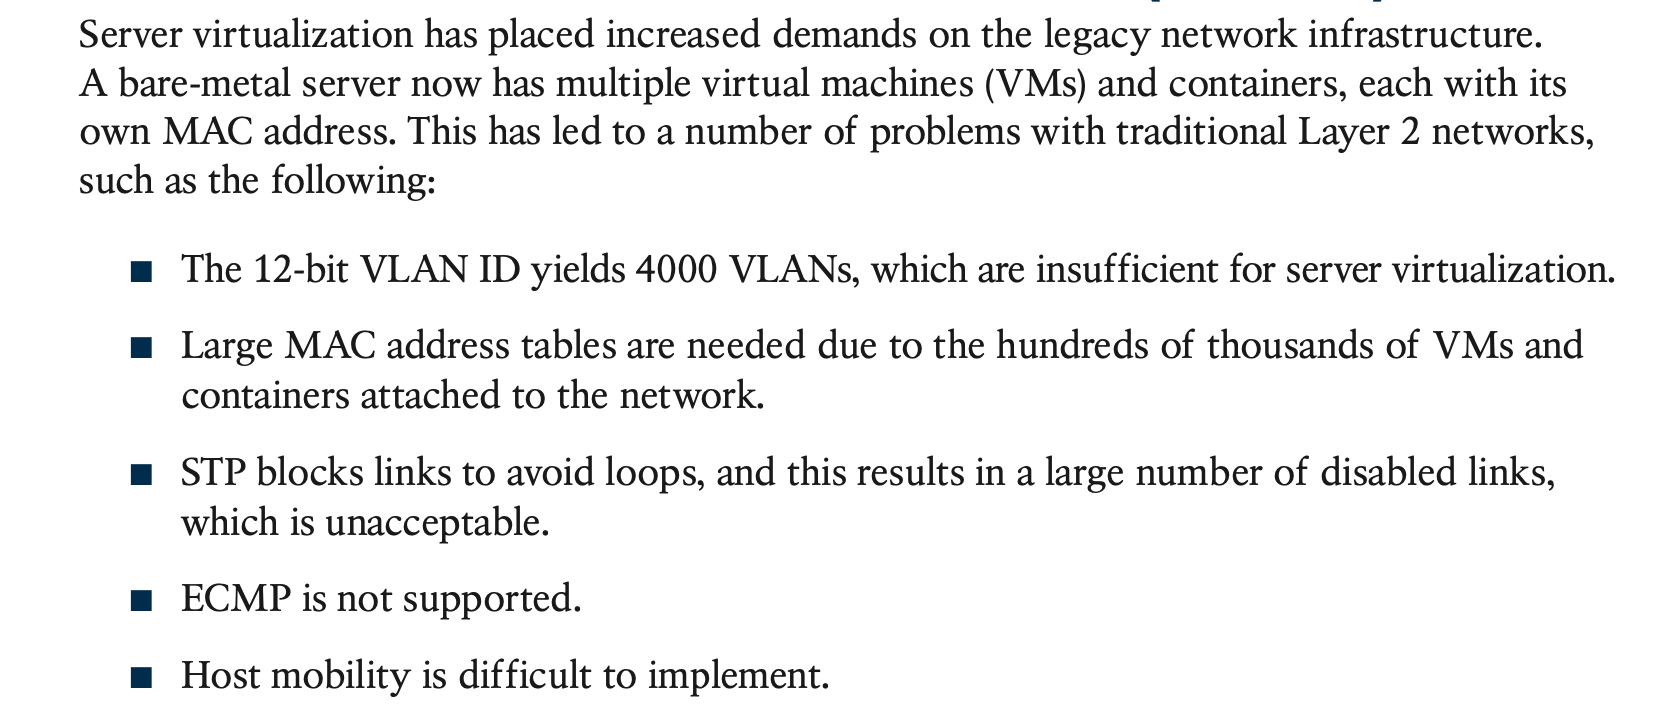 Server virtualization has placed increased demands on the legacy network infrastructure.
A bare-metal server now has multiple virtual machines (VMs) and containers, each with its
own MAC address. This has led to a number of problems with traditional Layer 2 networks,
such as the following:
■ The 12-bit VLAN ID yields 4000 VLANs, which are insufficient for server virtualization.
■ Large MAC address tables are needed due to the hundreds of thousands of VMs and
containers attached to the network.
■ STP blocks links to avoid loops, and this results in a large number of disabled links,
which is unacceptable.
■ ECMP is not supported.
■ Host mobility is difficult to implement.